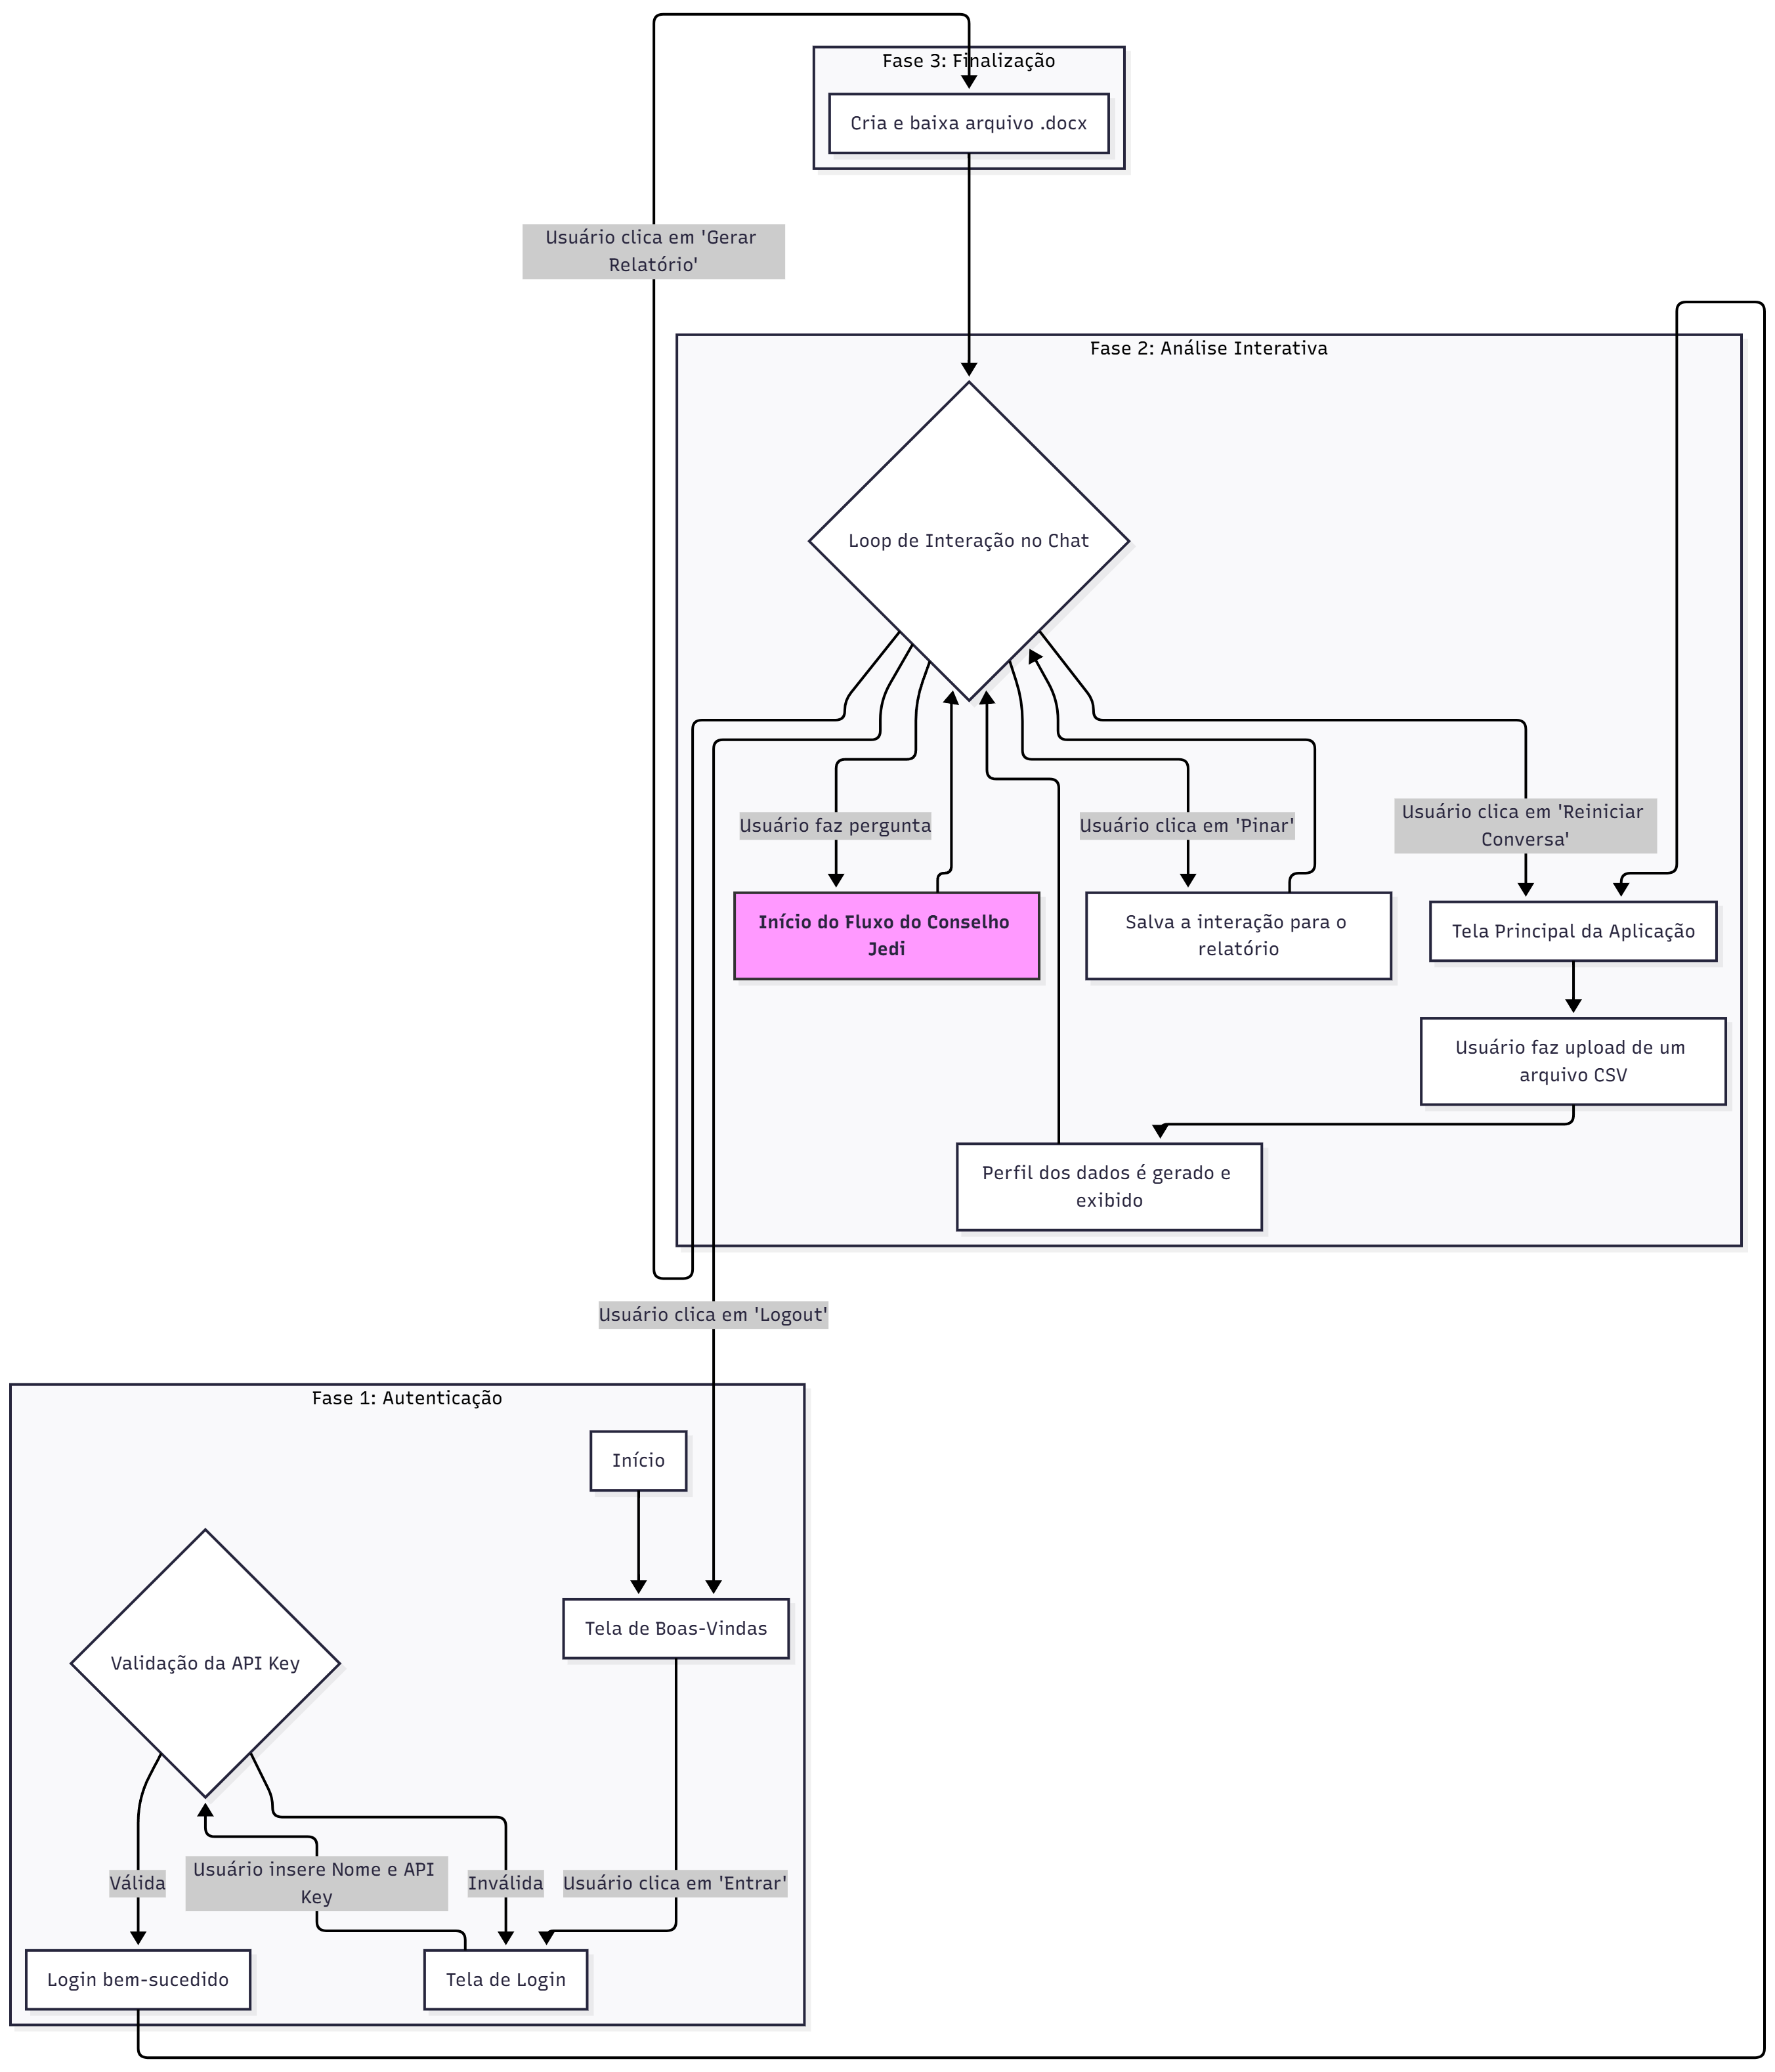 Fase 3: Finalização
Cria e baixa arquivo .docx
Usuário clica em 'Gerar
Relatório'
Fase 2: Análise Interativa
Loop de Interação no Chat
Usuário faz pergunta
Usuário clica em 'Pinar'
Usuário clica em 'Reiniciar
Conversa'
Início do Fluxo do Conselho
Jedi
Salva a interação para o
relatório
Tela Principal da Aplicação
Usuário faz upload de um
arquivo CSV
Perfil dos dados é gerado e
exibido
Usuário clica em 'Logout'
Fase 1: Autenticação
Início
Tela de Boas-Vindas
Validação da API Key
Válida
Usuário insere Nome e API
Key
Inválida
Usuário clica em 'Entrar'
Login bem-sucedido
Tela de Login